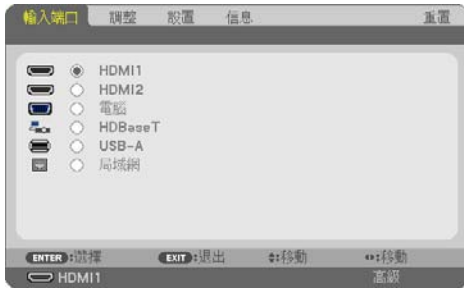 輸入端口 調整 設置 信息 重置
HDMI1
HDMI2
電腦
HDBaseT
USB-A
局域網
ENTER:選擇 EXIT:退出 :移動 :移動
HDMI1 高級